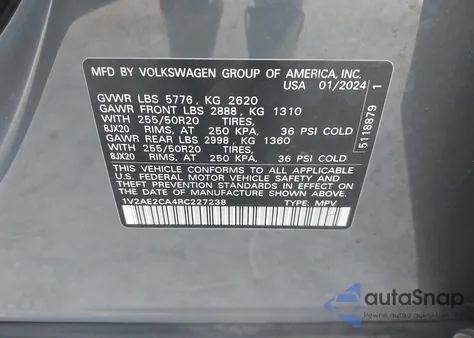 MFD BY VOLKSWAGEN GROUP OF AMERICA, INC.
USA 01/2024
GVWR LBS 5776, KG 2620
GAWR FRONT LBS 2888, KG 1310
WITH 255/50R20 TIRES,
8JX20 RIMS, AT 250 KPA, 36 PSI COLD
GAWR REAR LBS 2998, KG 1360
WITH 255/50R20 TIRES,
8JX20 RIMS, AT 250 KPA, 36 PSI COLD
THIS VEHICLE CONFORMS TO ALL APPLICABLE
U.S. FEDERAL MOTOR VEHICLE SAFETY AND
THEFT PREVENTION STANDARDS IN EFFECT ON
THE DATE OF MANUFACTURE SHOWN ABOVE.
1V2AE2CA4RC227238 TYPE: MPV
5118879 1
autoSnap
Pewne auto z